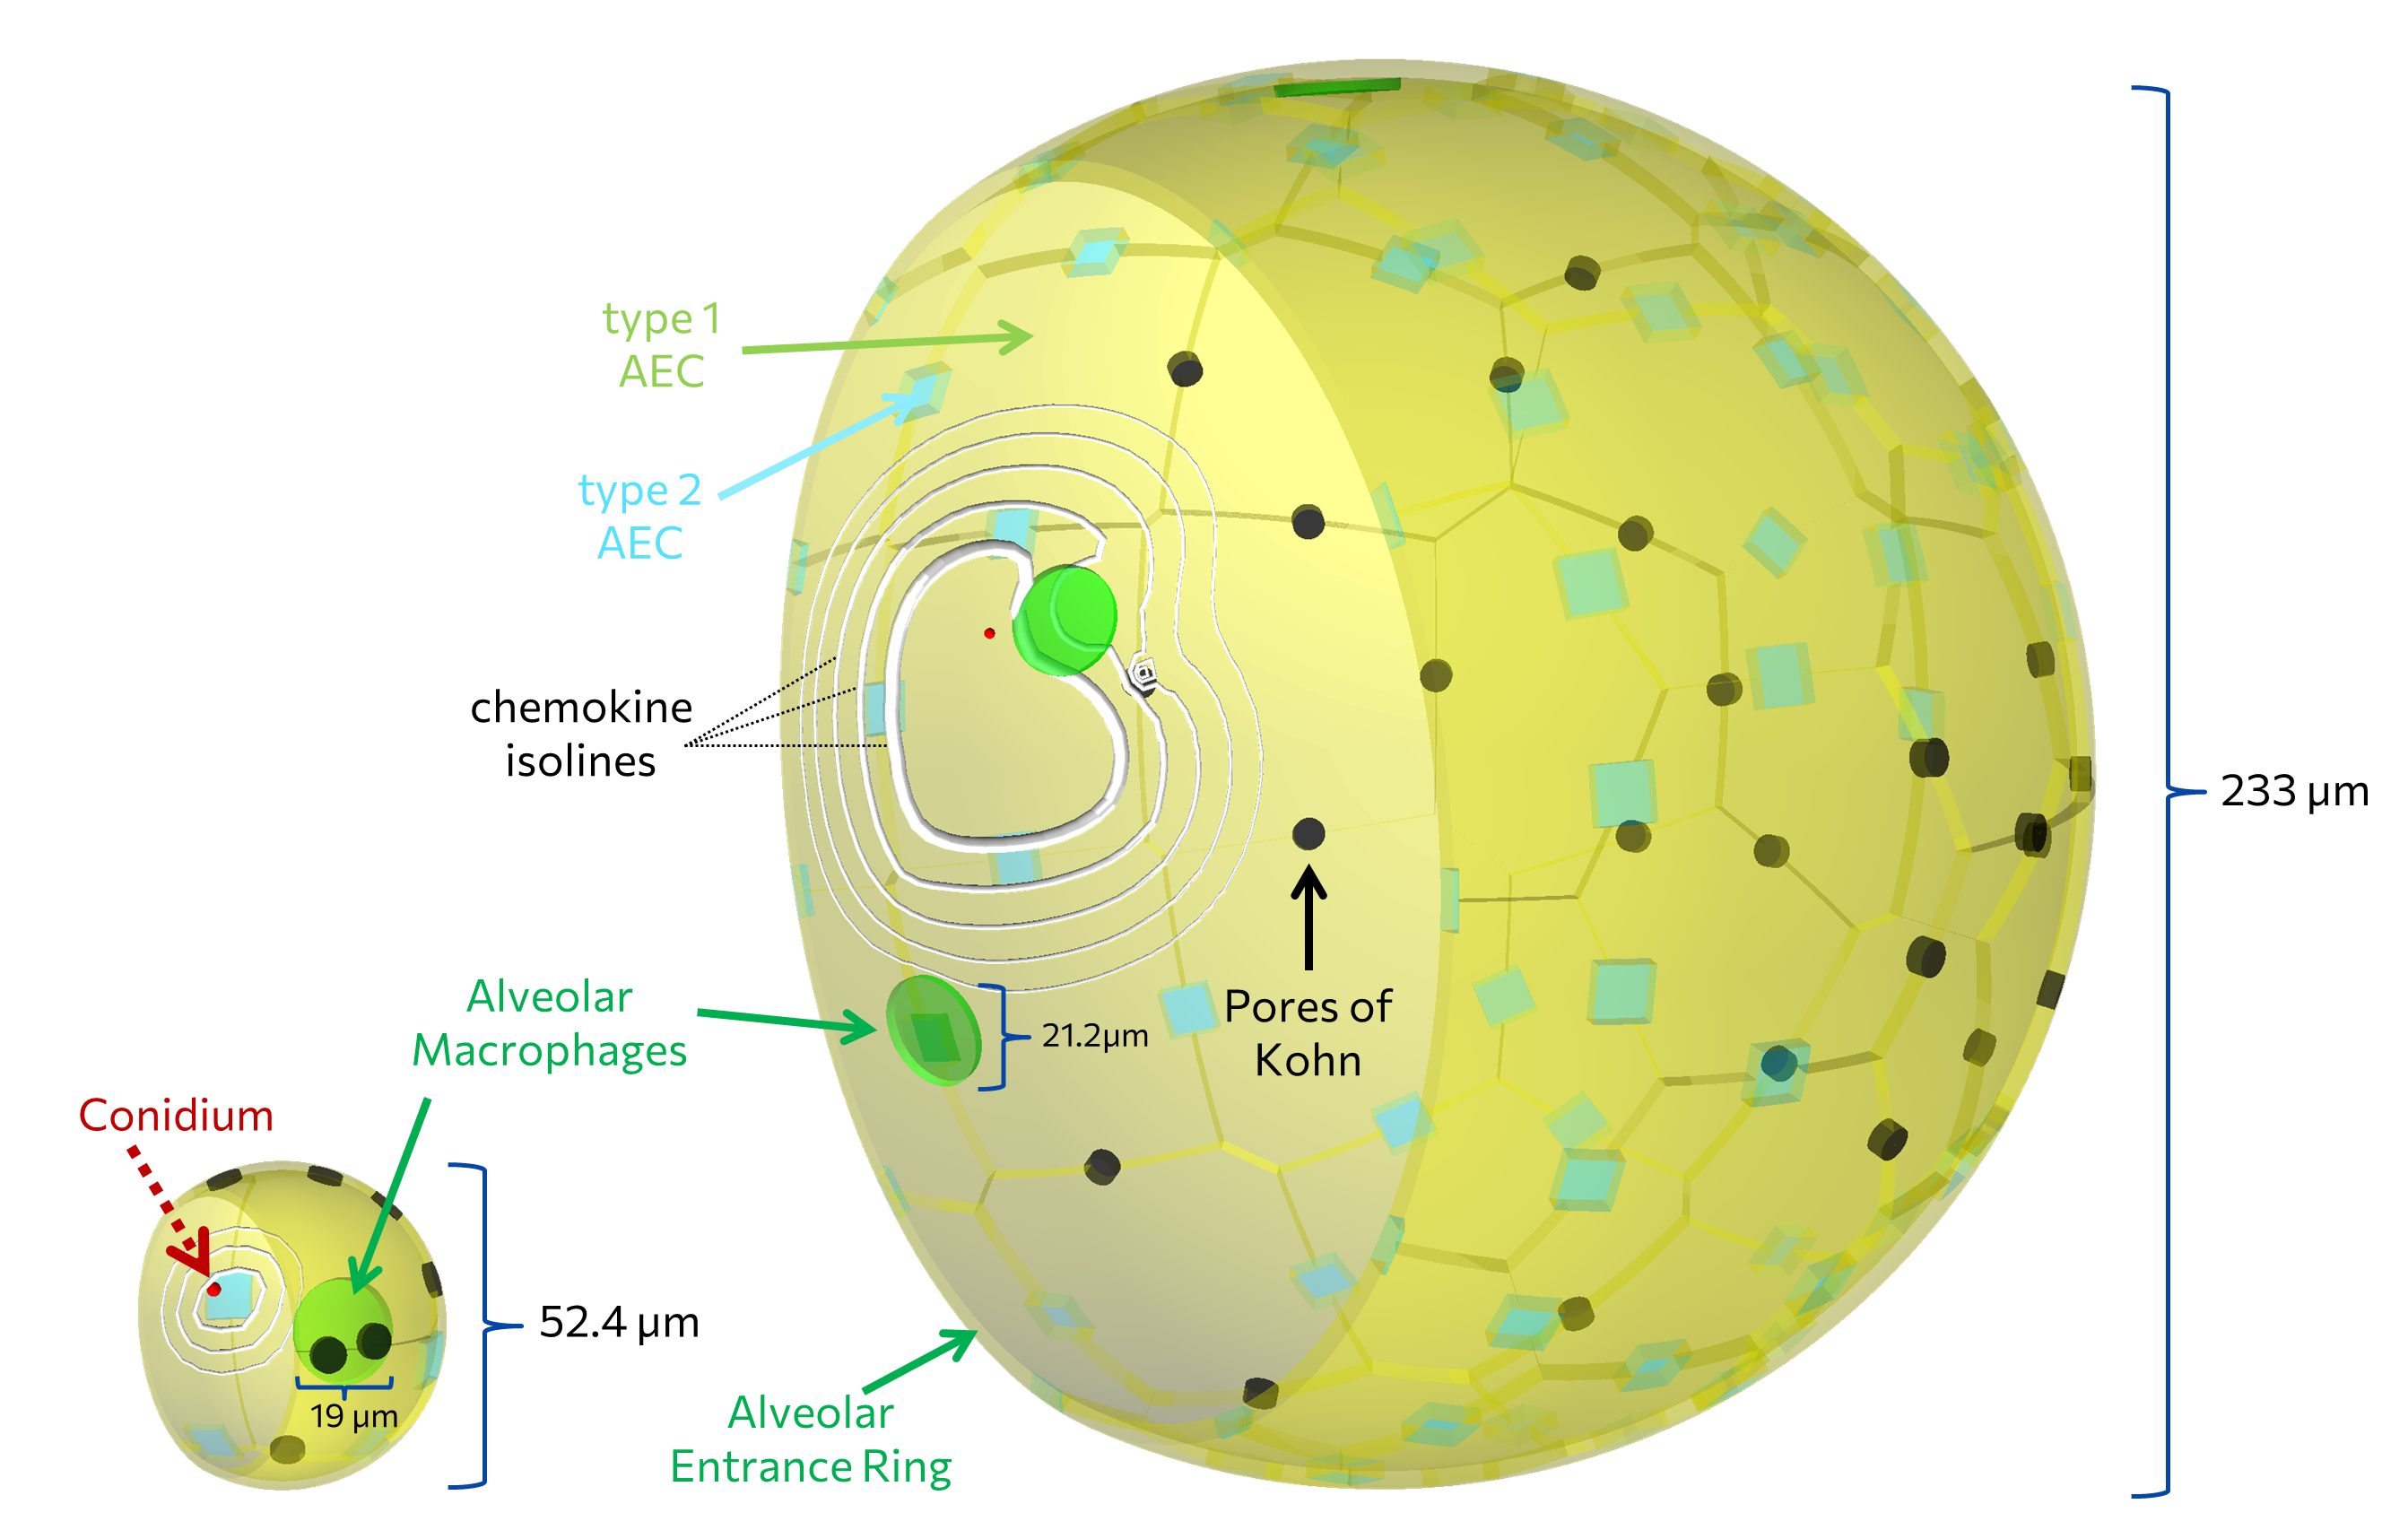 type 1
AEC
type 2
AEC
chemokine
isolines
233 µm
Alveolar
Macrophages
21.2µm
Pores of
Kohn
Conidium
52.4 µm
19 µm
Alveolar
Entrance Ring